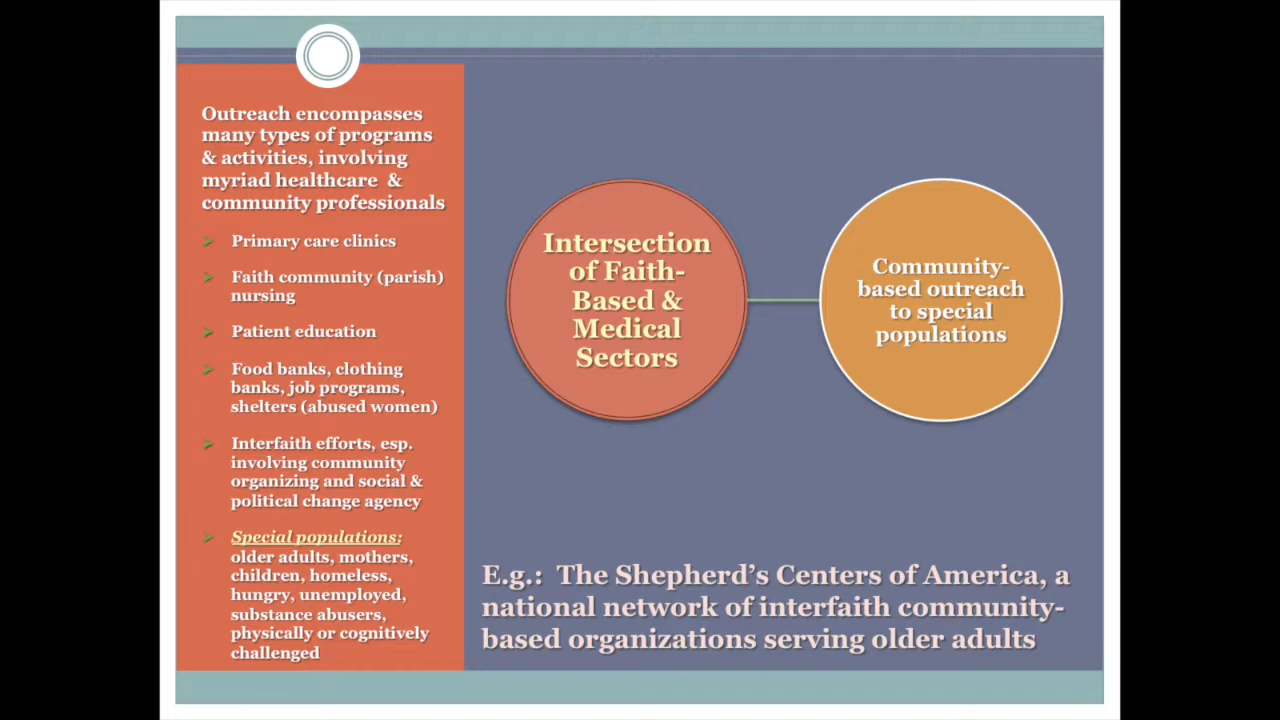 Outreach encompasses
many types of programs
& activities, involving
myriad healthcare &
community professionals
Primary care clinics
Faith community (parish)
nursing
Patient education
Food banks, clothing
banks, job programs,
shelters (abused women)
Interfaith efforts, esp.
involving community
organizing and social &
political change agency
Special populations:
older adults, mothers,
children, homeless,
hungry, unemployed,
substance abusers,
physically or cognitively
challenged
Intersection
of Faith-
Based &
Medical
Sectors
Community-
based outreach
to special
populations
E.g.: The Shepherd’s Centers of America, a
national network of interfaith community-
based organizations serving older adults